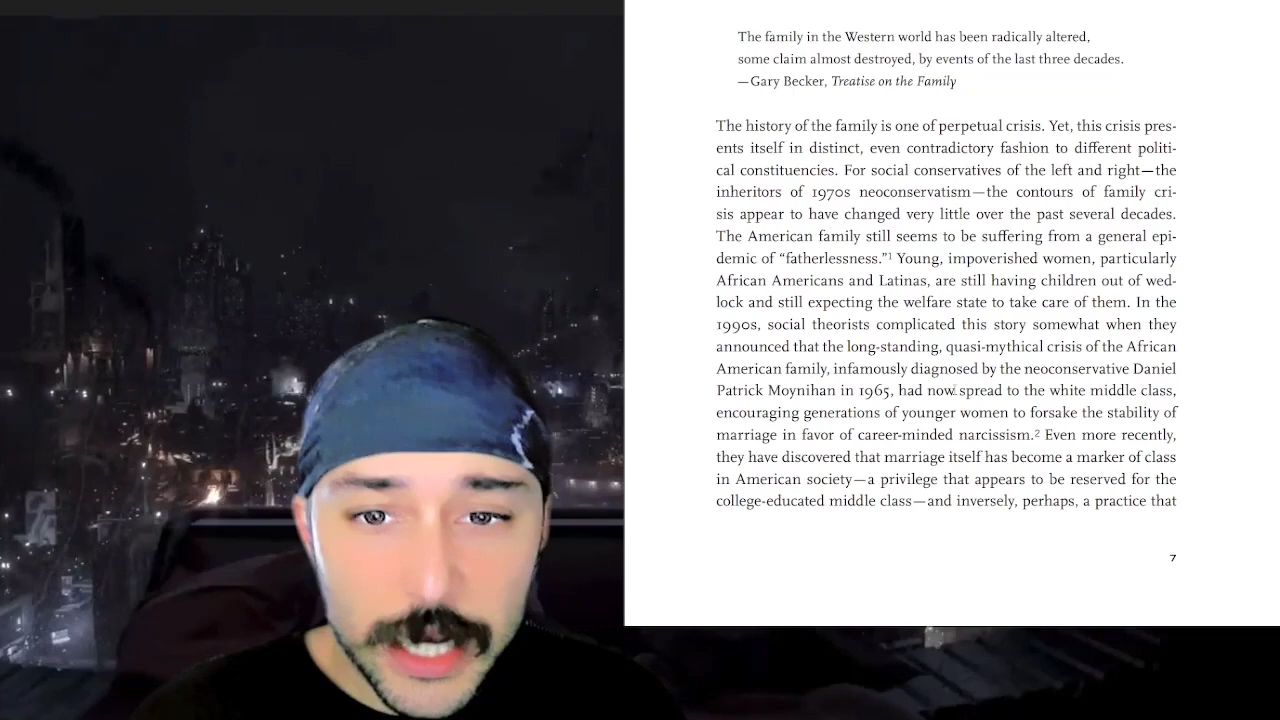 The family in the Western world has been radically altered,
some claim almost destroyed, by events of the last three decades.
—Gary Becker, Treatise on the Family
The history of the family is one of perpetual crisis. Yet, this crisis pres-
ents itself in distinct, even contradictory fashion to different politi-
cal constituencies. For social conservatives of the left and right—the
inheritors of 1970s neoconservatism—the contours of family cri-
sis appear to have changed very little over the past several decades.
The American family still seems to be suffering from a general epi-
demic of “fatherlessness.”1 Young, impoverished women, particularly
African Americans and Latinas, are still having children out of wed-
lock and still expecting the welfare state to take care of them. In the
1990s, social theorists complicated this story somewhat when they
announced that the long-standing, quasi-mythical crisis of the African
American family, infamously diagnosed by the neoconservative Daniel
Patrick Moynihan in 1965, had now spread to the white middle class,
encouraging generations of younger women to forsake the stability of
marriage in favor of career-minded narcissism.2 Even more recently,
they have discovered that marriage itself has become a marker of class
in American society—a privilege that appears to be reserved for the
college-educated middle class—and inversely, perhaps, a practice that
7